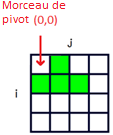 Morceau de
pivot (0,0)
j
i